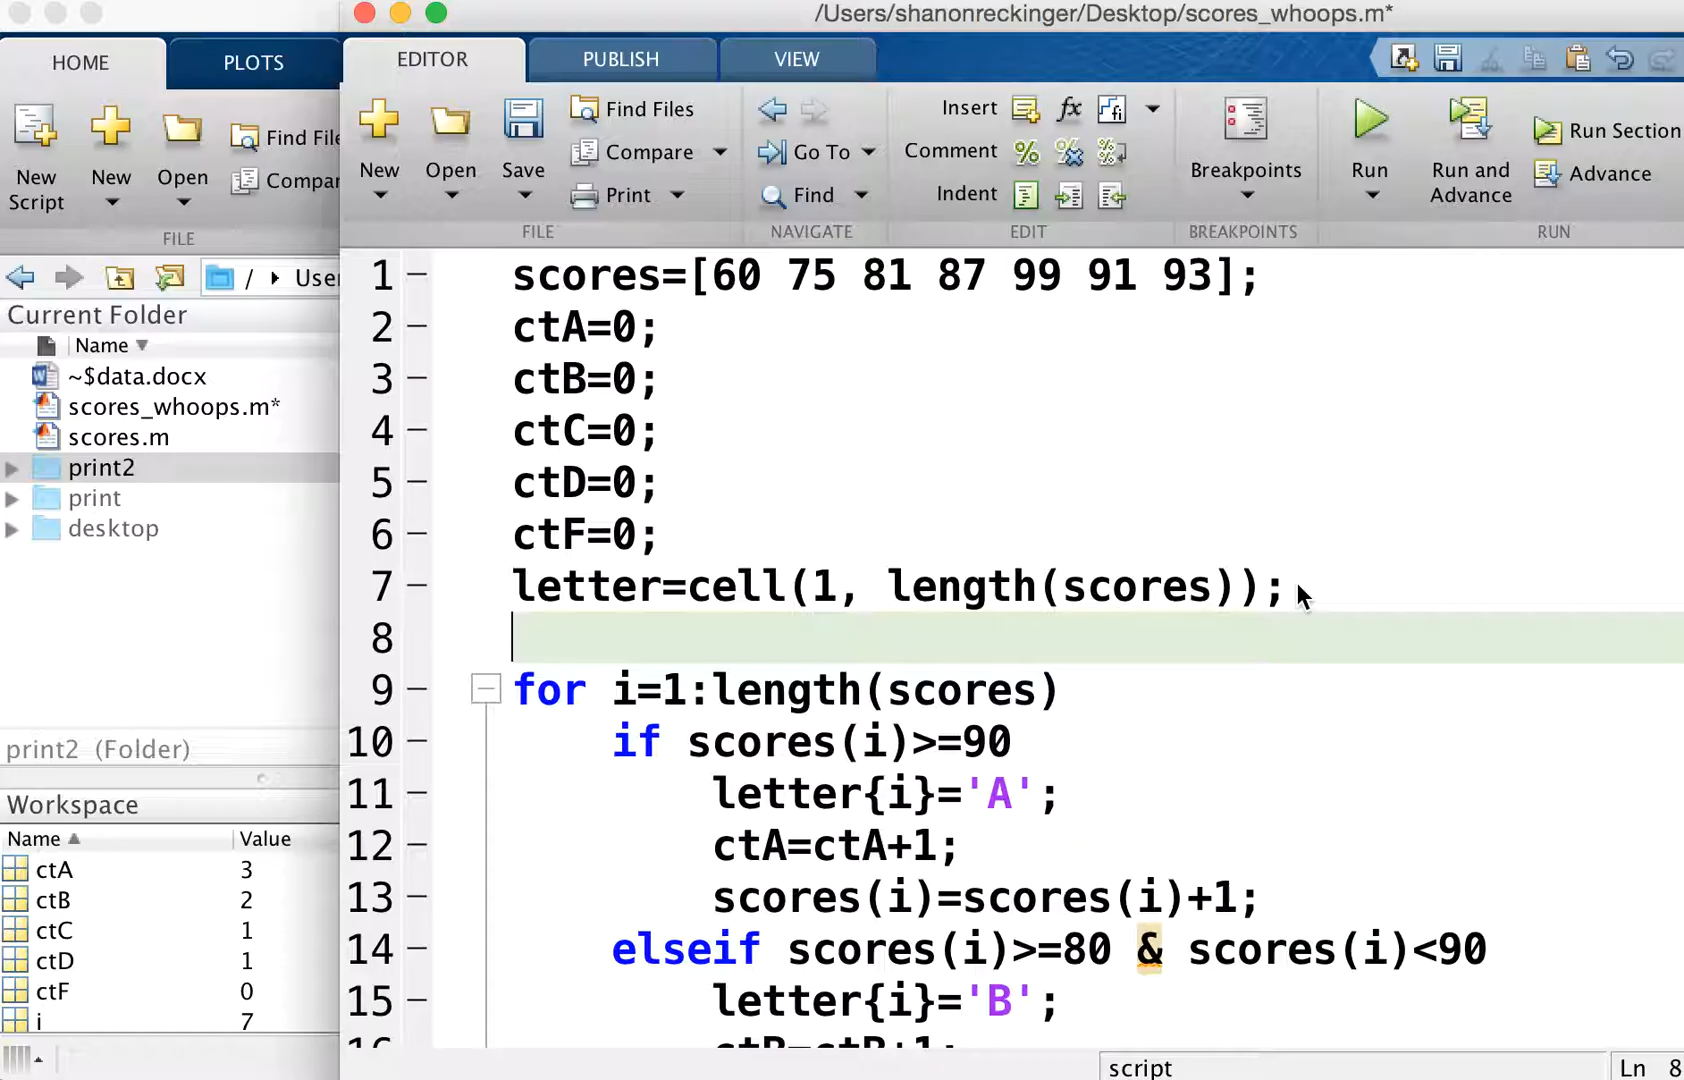 /Users/shanonreckinger/Desktop/scores_whoops.m*
HOME
PLOTS
EDITOR
PUBLISH
VIEW
New Script
New
Open
Find File
Compar
FILE
New
Open
Save
Find Files
Compare
Print
FILE
Go To
Find
NAVIGATE
Insert
fx
fi
Comment
Indent
EDIT
Breakpoints
BREAKPOINTS
Run
Run and Advance
Run Section
Advance
RUN
/ ▸ User
Current Folder
Name
~$data.docx
scores_whoops.m*
scores.m
print2
print
desktop
print2 (Folder)
Workspace
Name Value
ctA 3
ctB 2
ctC 1
ctD 1
ctF 0
i 7
1 scores=[60 75 81 87 99 91 93];
2 ctA=0;
3 ctB=0;
4 ctC=0;
5 ctD=0;
6 ctF=0;
7 letter=cell(1, length(scores));
8
9 for i=1:length(scores)
10 if scores(i)>=90
11 letter{i}='A';
12 ctA=ctA+1;
13 scores(i)=scores(i)+1;
14 elseif scores(i)>=80 & scores(i)<90
15 letter{i}='B';
16 ctB=ctB+1;
script
Ln 8